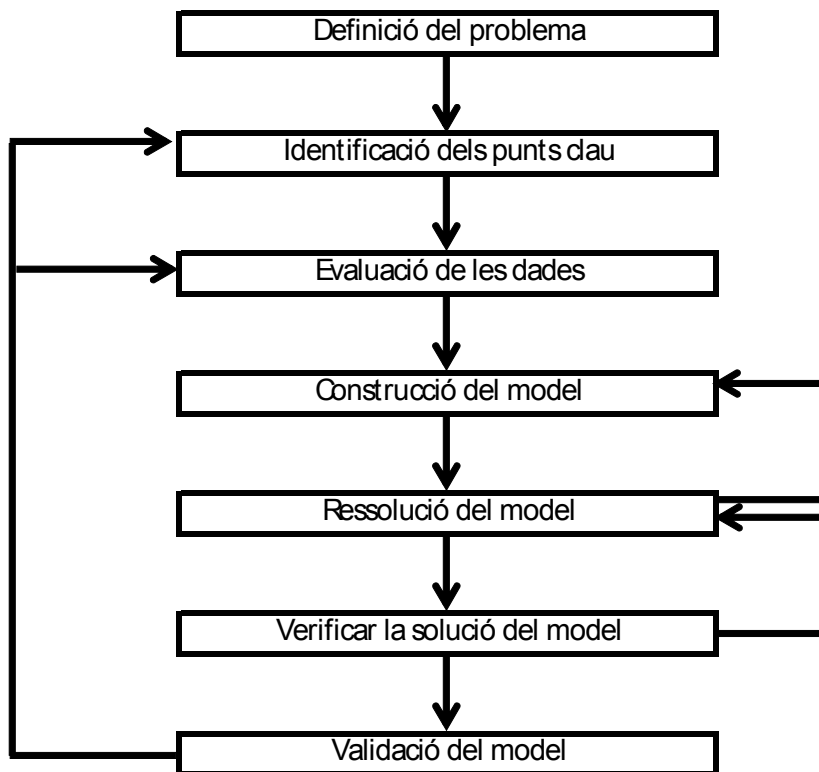 Definició del problema
Identificació dels punts clau
Evaluació de les dades
Construcció del model
Ressolució del model
Verificar la solució del model
Validació del model